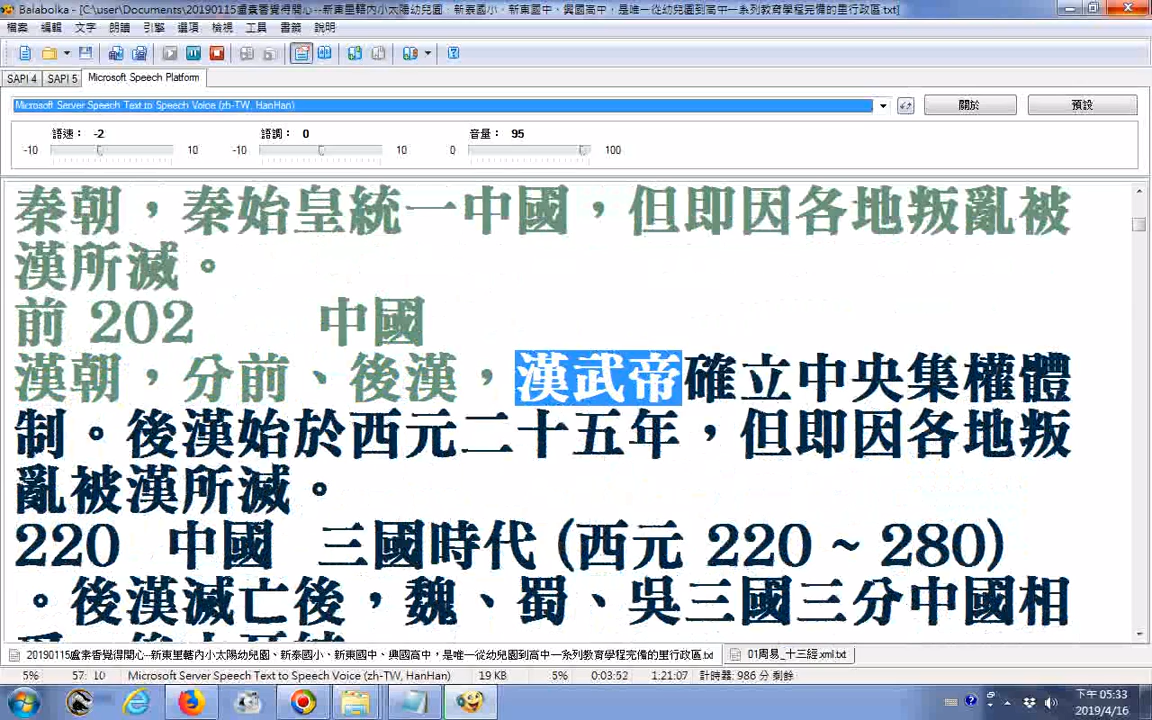 Balabolka - [C:\user\Documents\20190115盧素香覺得開心--新東里轄內小太陽幼兒園、新泰國小、新東國中、興國高中，是唯一從幼兒園到高中一系列教育學程完備的里行政區.txt]
檔案 編輯 文字 朗讀 引擎 選項 檢視 工具 書籤 說明
SAPI 4 SAPI 5 Microsoft Speech Platform
Microsoft Server Speech Text to Speech Voice (zh-TW, HanHan) 關於 預設
語速： -2 語調： 0 音量： 95
-10 10 -10 10 0 100
秦朝，秦始皇統一中國，但即因各地叛亂被
漢所滅。
前 202 中國
漢朝，分前、後漢，漢武帝確立中央集權體
制。後漢始於西元二十五年，但即因各地叛
亂被漢所滅。
220 中國 三國時代 (西元 220 ~ 280)
。後漢滅亡後，魏、蜀、吳三國三分中國相
20190115盧素香覺得開心--新東里轄內小太陽幼兒園、新泰國小、新東國中、興國高中，是唯一從幼兒園到高中一系列教育學程完備的里行政區.txt 01周易_十三經.xml.txt
5% 57: 10 Microsoft Server Speech Text to Speech Voice (zh-TW, HanHan) 19 KB 5% 0:03:52 1:21:07 計時器: 986 分 剩餘
下午 05:33
2019/4/16